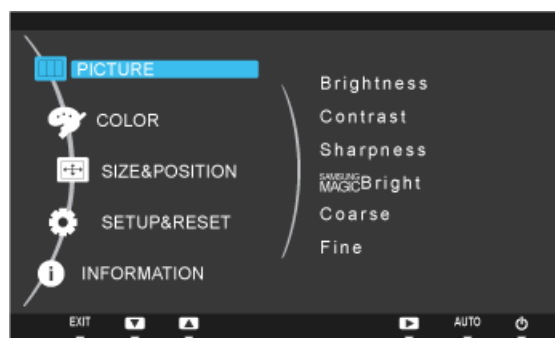 PICTURE
COLOR
SIZE&POSITION
SETUP&RESET
INFORMATION
Brightness
Contrast
Sharpness
SAMSUNG
MAGICBright
Coarse
Fine
EXIT
AUTO